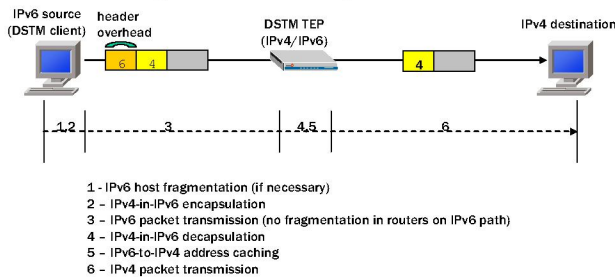 IPv6 source
(DSTM client)
header
overhead
DSTM TEP
(IPv4/IPv6)
IPv4 destination
6 4
4
1,2 3 4,5 6
1 - IPv6 host fragmentation (if necessary)
2 – IPv4-in-IPv6 encapsulation
3 – IPv6 packet transmission (no fragmentation in routers on IPv6 path)
4 – IPv4-in-IPv6 decapsulation
5 – IPv6-to-IPv4 address caching
6 – IPv4 packet transmission